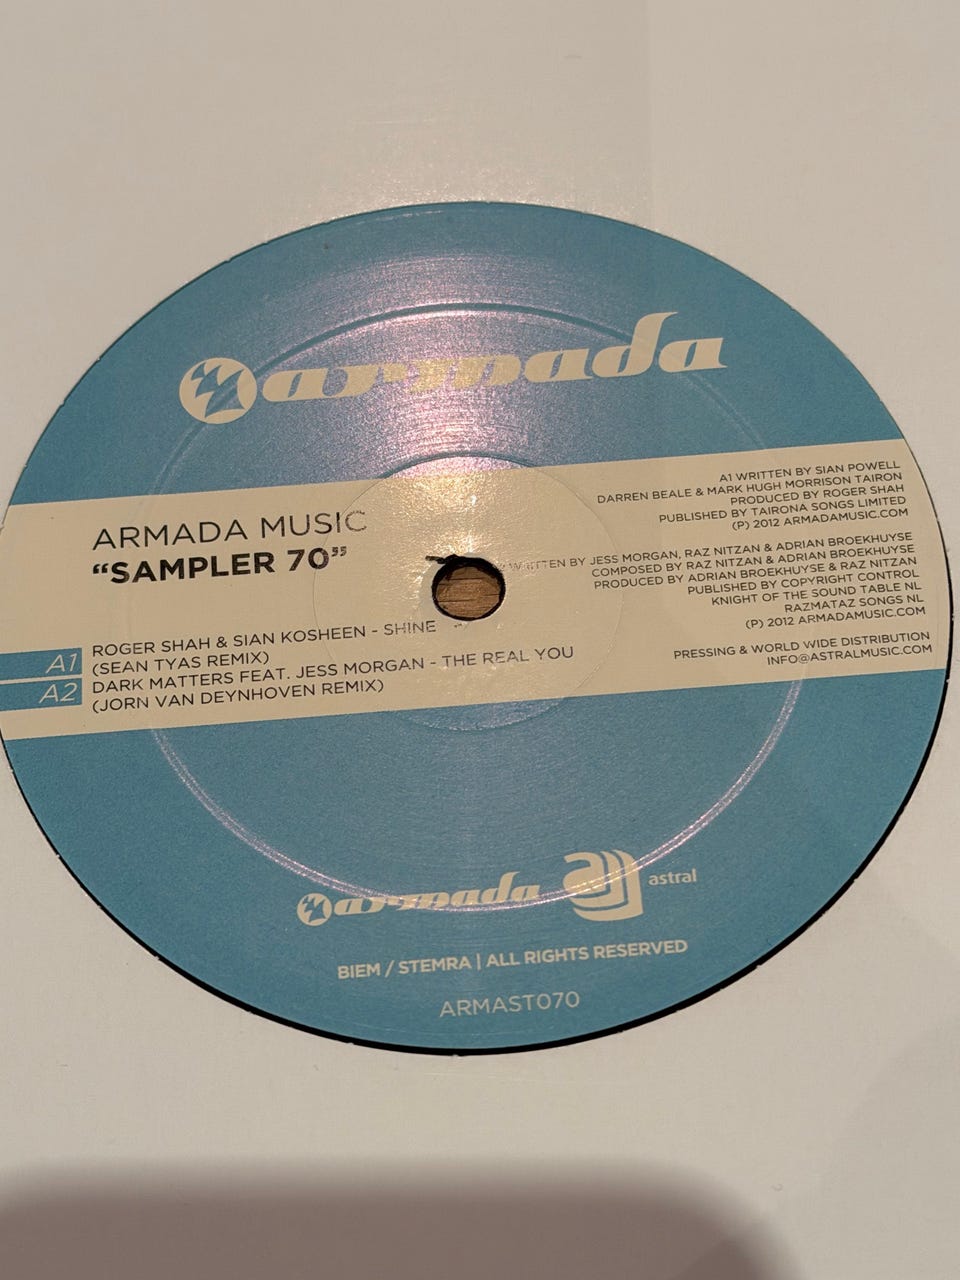 armada
ARMADA MUSIC
“SAMPLER 70”
A1 ROGER SHAH & SIAN KOSHEEN - SHINE
(SEAN TYAS REMIX)
A2 DARK MATTERS FEAT. JESS MORGAN - THE REAL YOU
(JORN VAN DEYNHOVEN REMIX)
A1 WRITTEN BY SIAN POWELL
DARREN BEALE & MARK HUGH MORRISON TAIRON
PRODUCED BY ROGER SHAH
PUBLISHED BY TAIRONA SONGS LIMITED
(P) 2012 ARMADAMUSIC.COM
WRITTEN BY JESS MORGAN, RAZ NITZAN & ADRIAN BROEKHUYSE
COMPOSED BY RAZ NITZAN & ADRIAN BROEKHUYSE
PRODUCED BY ADRIAN BROEKHUYSE & RAZ NITZAN
PUBLISHED BY COPYRIGHT CONTROL
KNIGHT OF THE SOUND TABLE NL
RAZMATAZ SONGS NL
(P) 2012 ARMADAMUSIC.COM
PRESSING & WORLD WIDE DISTRIBUTION
INFO@ASTRALMUSIC.COM
armada astral
BIEM / STEMRA | ALL RIGHTS RESERVED
ARMAST070